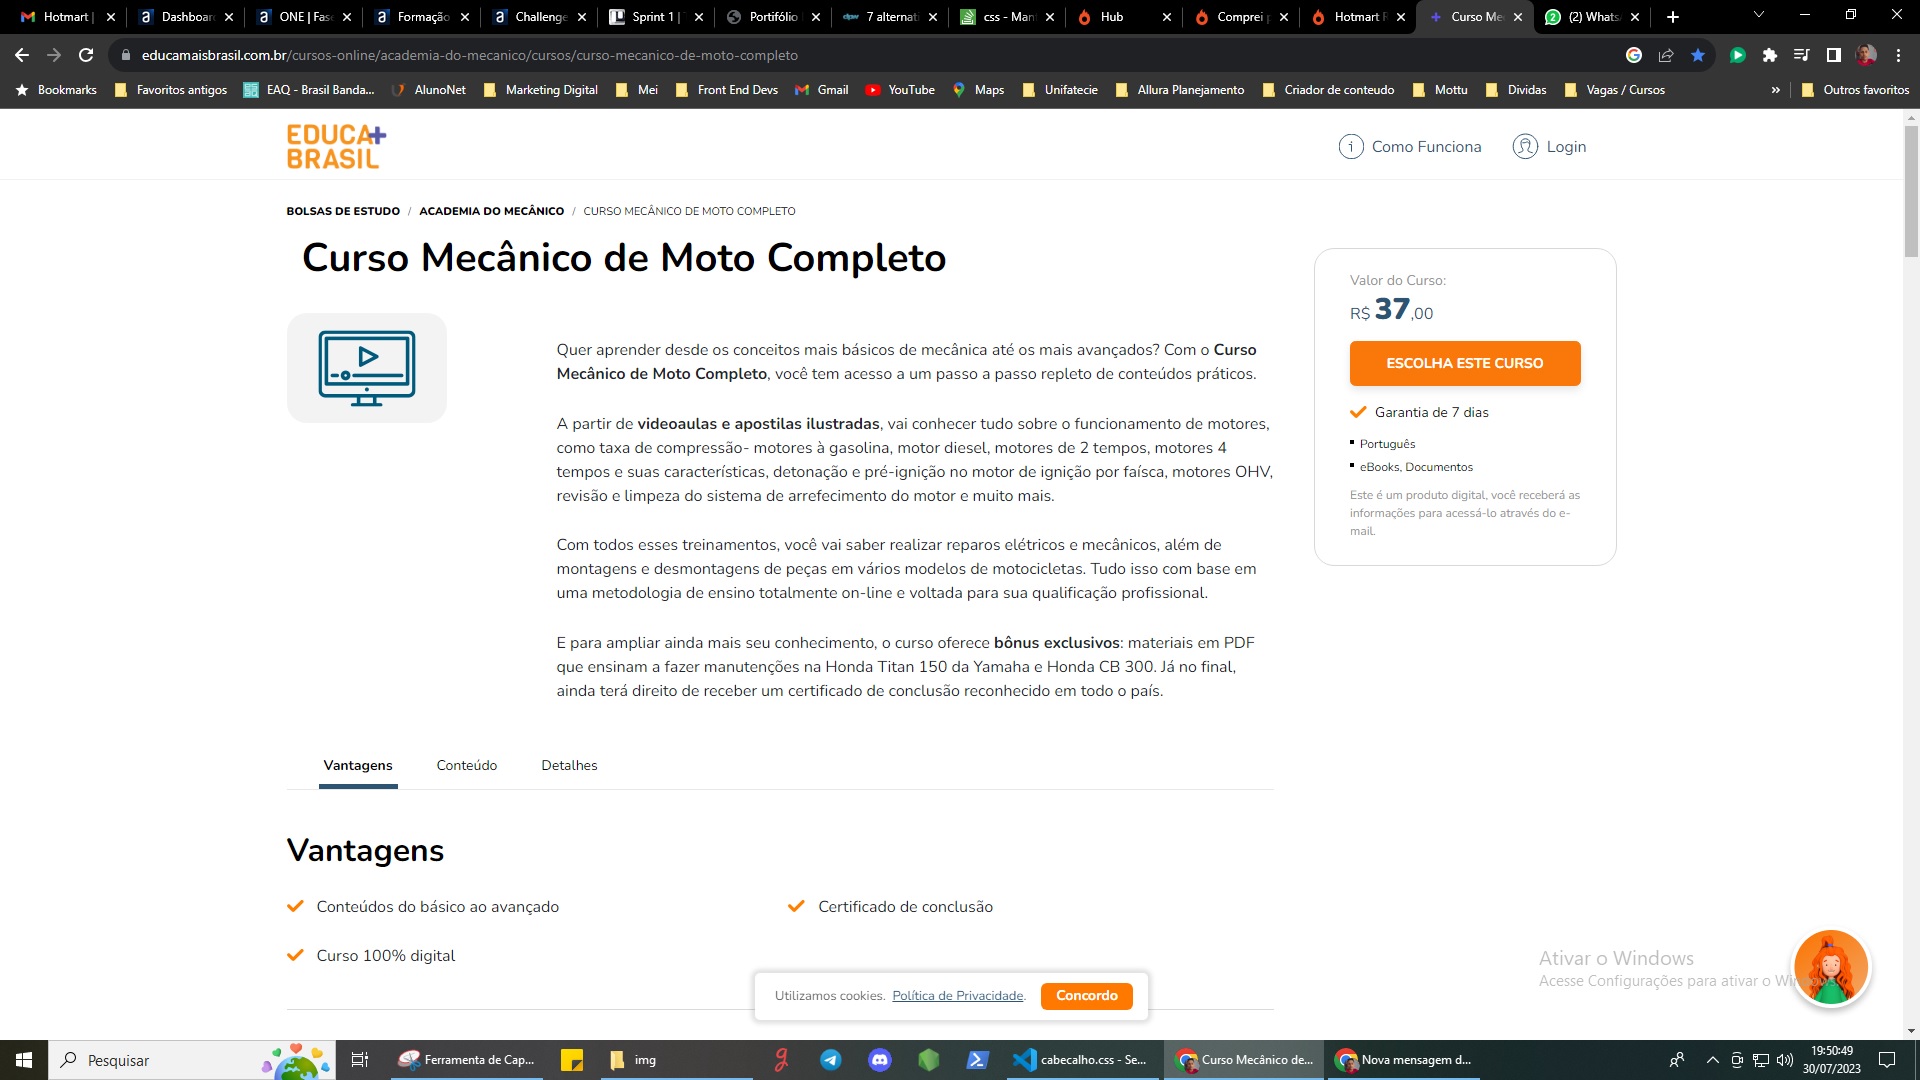 Hotmart |
Dashboar
ONE | Fas
Formação
Challenge
Sprint 1 |
Portifólio
7 alternati
css - Man
Hub
Comprei p
Hotmart
Curso Me
(2) Whats
educamaisbrasil.com.br/cursos-online/academia-do-mecanico/cursos/curso-mecanico-de-moto-completo
Bookmarks
Favoritos antigos
EAQ - Brasil Banda...
AlunoNet
Marketing Digital
Mei
Front End Devs
Gmail
YouTube
Maps
Unifatecie
Allura Planejamento
Criador de conteudo
Mottu
Dividas
Vagas / Cursos
»
Outros favoritos
EDUCA+
BRASIL
Como Funciona
Login
BOLSAS DE ESTUDO / ACADEMIA DO MECÂNICO / CURSO MECÂNICO DE MOTO COMPLETO
Curso Mecânico de Moto Completo
Quer aprender desde os conceitos mais básicos de mecânica até os mais avançados? Com o Curso
Mecânico de Moto Completo, você tem acesso a um passo a passo repleto de conteúdos práticos.
A partir de videoaulas e apostilas ilustradas, vai conhecer tudo sobre o funcionamento de motores,
como taxa de compressão- motores à gasolina, motor diesel, motores de 2 tempos, motores 4
tempos e suas características, detonação e pré-ignição no motor de ignição por faísca, motores OHV,
revisão e limpeza do sistema de arrefecimento do motor e muito mais.
Com todos esses treinamentos, você vai saber realizar reparos elétricos e mecânicos, além de
montagens e desmontagens de peças em vários modelos de motocicletas. Tudo isso com base em
uma metodologia de ensino totalmente on-line e voltada para sua qualificação profissional.
E para ampliar ainda mais seu conhecimento, o curso oferece bônus exclusivos: materiais em PDF
que ensinam a fazer manutenções na Honda Titan 150 da Yamaha e Honda CB 300. Já no final,
ainda terá direito de receber um certificado de conclusão reconhecido em todo o país.
Valor do Curso:
R$ 37,00
ESCOLHA ESTE CURSO
Garantia de 7 dias
Português
eBooks, Documentos
Este é um produto digital, você receberá as
informações para acessá-lo através do e-
mail.
Vantagens
Conteúdo
Detalhes
Vantagens
Conteúdos do básico ao avançado
Certificado de conclusão
Curso 100% digital
Utilizamos cookies. Política de Privacidade.
Concordo
Ativar o Windows
Acesse Configurações para ativar o
Pesquisar
Ferramenta de Cap...
img
cabecalho.css - Se...
Curso Mecânico de...
Nova mensagem d...
19:50:49
30/07/2023